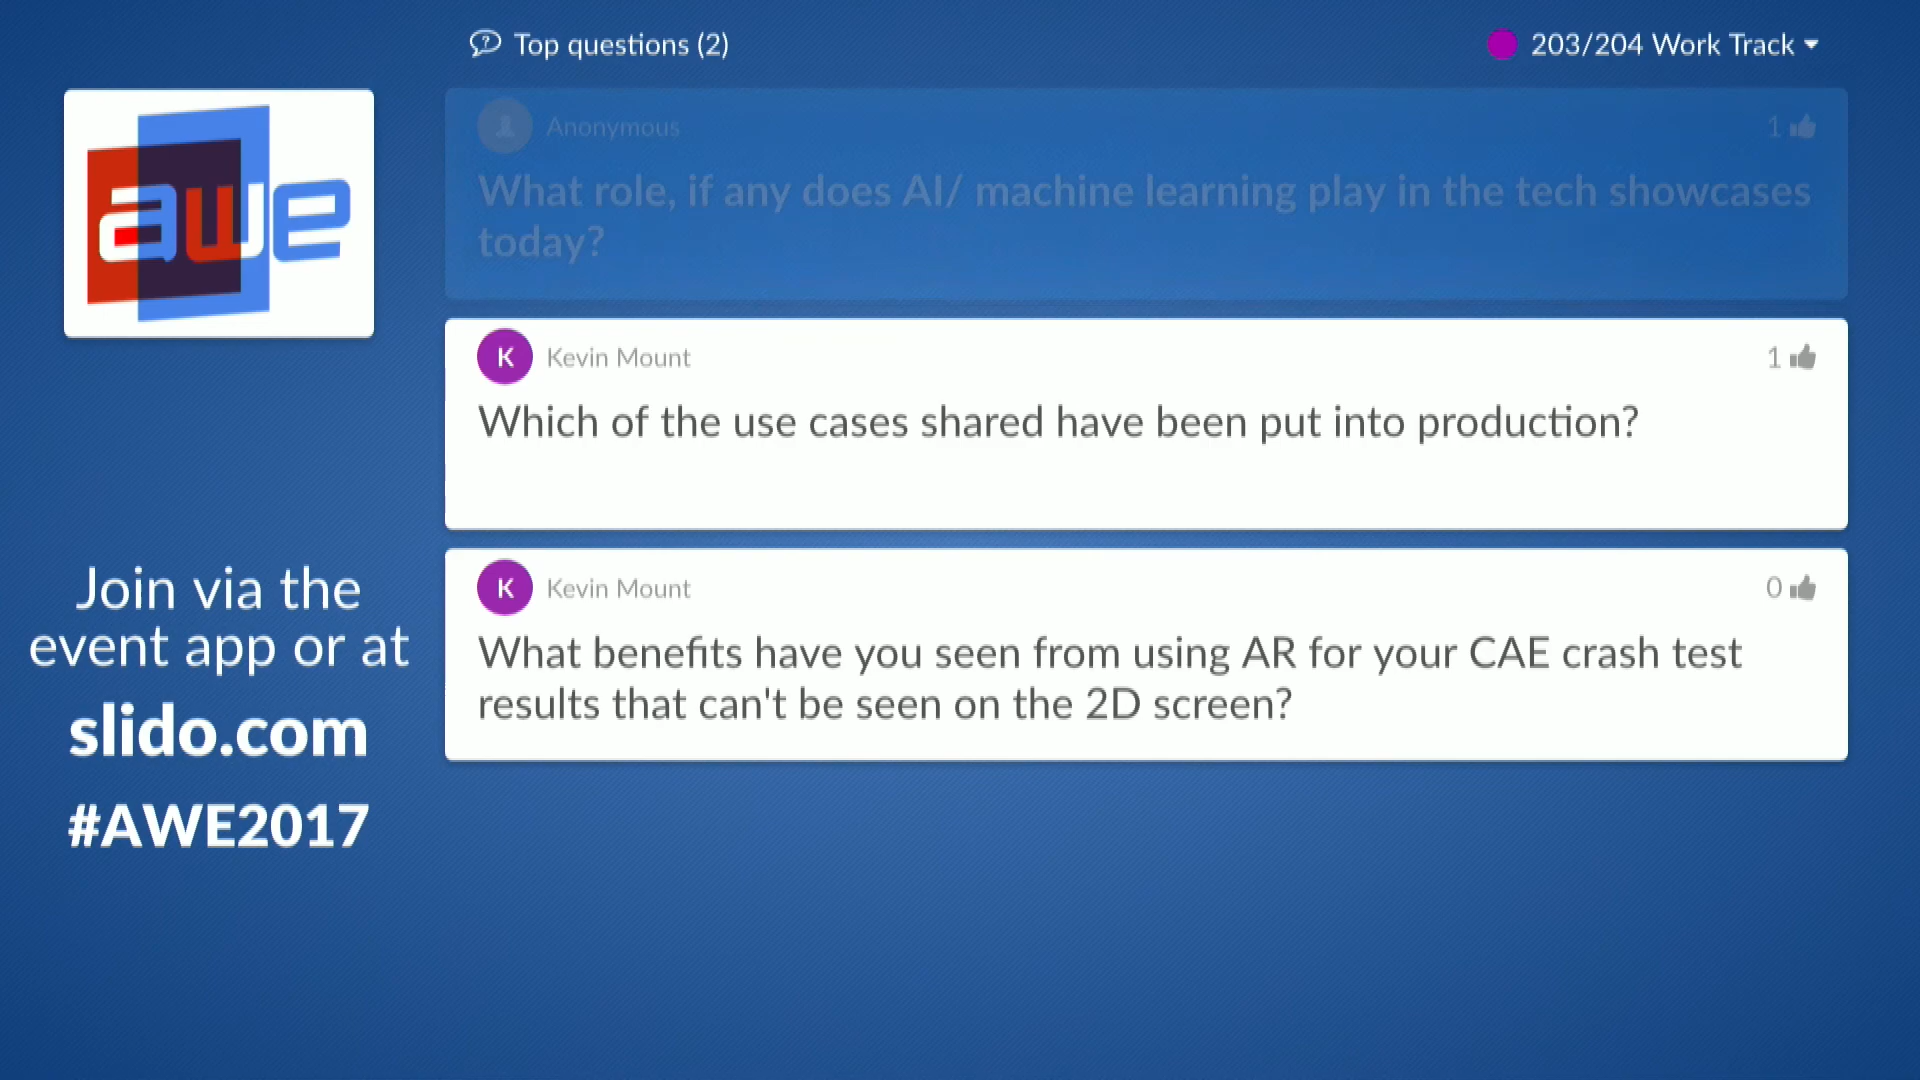 Top questions (2)
203/204 Work Track
awe
Anonymous
1
What role, if any does AI/ machine learning play in the tech showcases
today?
K Kevin Mount
1
Which of the use cases shared have been put into production?
K Kevin Mount
0
What benefits have you seen from using AR for your CAE crash test
results that can't be seen on the 2D screen?
Join via the
event app or at
slido.com
#AWE2017